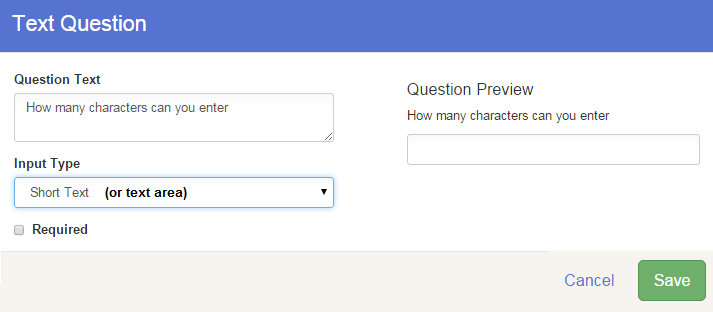 Text Question
Question Text
How many characters can you enter
Input Type
Short Text (or text area)
Required
Question Preview
How many characters can you enter
Cancel
Save